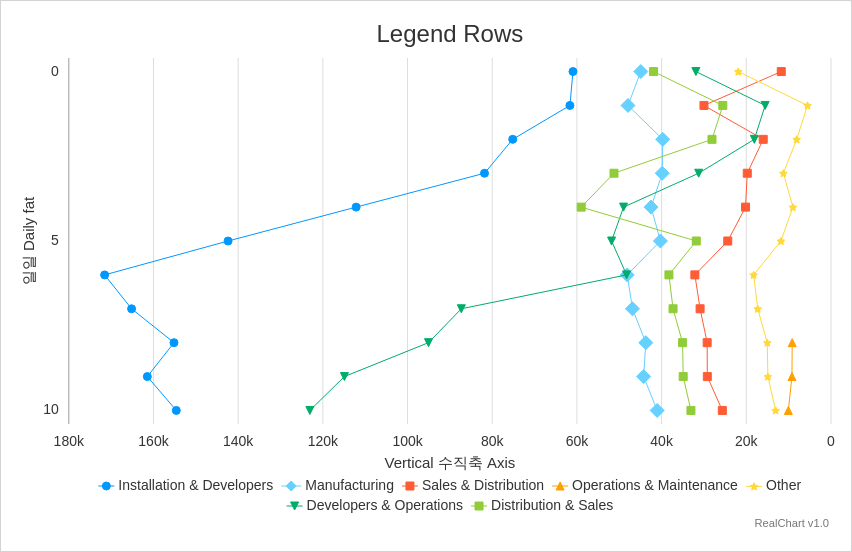 Legend Rows
0
5
10
일일 Daily fat
180k 160k 140k 120k 100k 80k 60k 40k 20k 0
Vertical 수직축 Axis
Installation & Developers Manufacturing Sales & Distribution Operations & Maintenance Other
Developers & Operations Distribution & Sales
RealChart v1.0